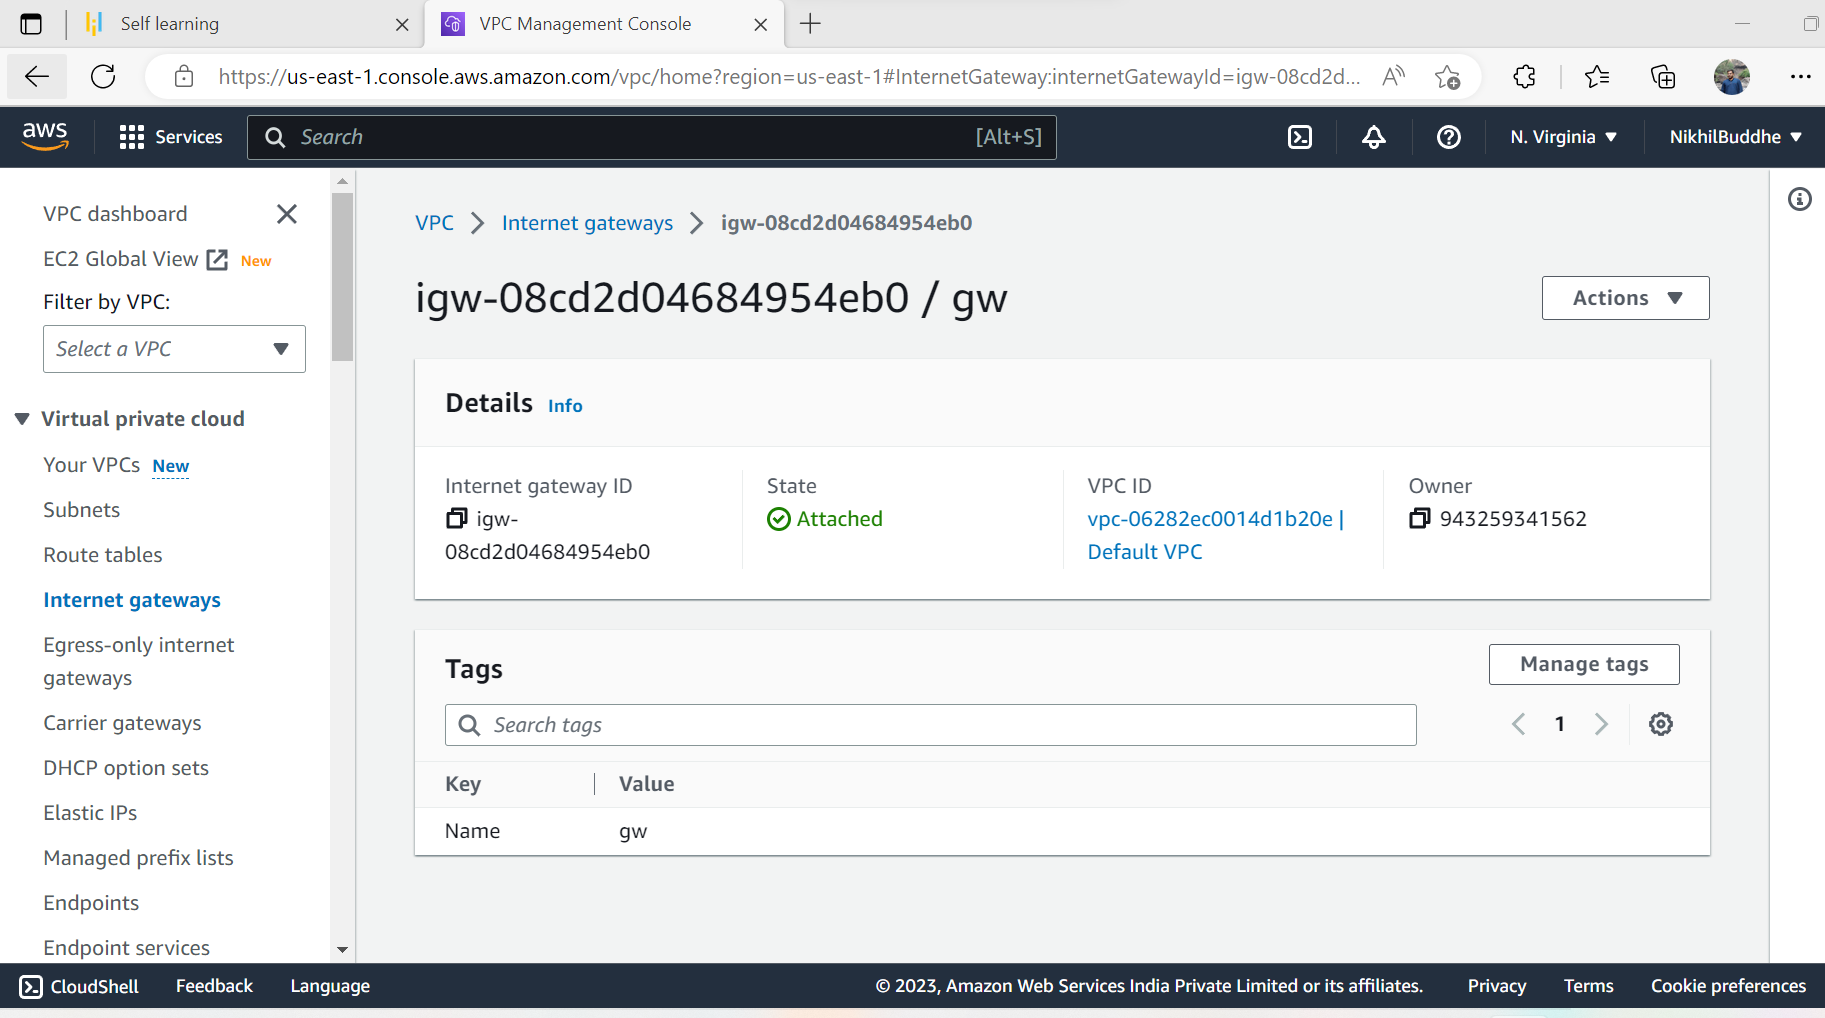 Self learning
VPC Management Console
https://us-east-1.console.aws.amazon.com/vpc/home?region=us-east-1#InternetGateway:internetGatewayId=igw-08cd2d...
aws
Services
Search
[Alt+S]
N. Virginia
NikhilBuddhe
VPC dashboard
EC2 Global View New
Filter by VPC:
Select a VPC
Virtual private cloud
Your VPCs New
Subnets
Route tables
Internet gateways
Egress-only internet
gateways
Carrier gateways
DHCP option sets
Elastic IPs
Managed prefix lists
Endpoints
Endpoint services
VPC > Internet gateways > igw-08cd2d04684954eb0
igw-08cd2d04684954eb0 / gw
Actions
Details Info
Internet gateway ID
igw-
08cd2d04684954eb0
State
Attached
VPC ID
vpc-06282ec0014d1b20e |
Default VPC
Owner
943259341562
Tags
Manage tags
Search tags
1
Key Value
Name gw
CloudShell Feedback Language
© 2023, Amazon Web Services India Private Limited or its affiliates. Privacy Terms Cookie preferences